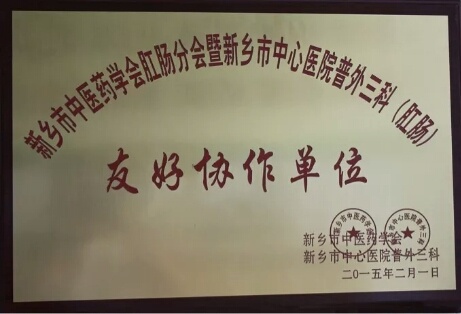 新乡市中医药学会肛肠分会暨新乡市中心医院普外三科（肛肠）
友好协作单位
新乡市中医药学会
新乡市中心医院普外三科
二0一五年二月一日